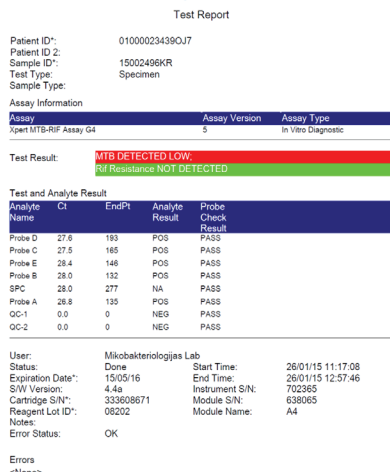 Test Report
Patient ID*: 01000023439OJ7
Patient ID 2:
Sample ID*: 15002496KR
Test Type: Specimen
Sample Type:
Assay Information
Assay Assay Version Assay Type
Xpert MTB-RIF Assay G4 5 In Vitro Diagnostic
Test Result: MTB DETECTED LOW;
Rif Resistance NOT DETECTED
Test and Analyte Result
Analyte Name Ct EndPt Analyte Result Probe Check Result
Probe D 27.6 193 POS PASS
Probe C 27.5 165 POS PASS
Probe E 28.4 146 POS PASS
Probe B 28.0 132 POS PASS
SPC 28.0 277 NA PASS
Probe A 26.8 135 POS PASS
QC-1 0.0 0 NEG PASS
QC-2 0.0 0 NEG PASS
User: Mikobakteriologijas Lab
Status: Done Start Time: 26/01/15 11:17:08
Expiration Date*: 15/05/16 End Time: 26/01/15 12:57:46
S/W Version: 4.4a Instrument S/N: 702365
Cartridge S/N*: 333608671 Module S/N: 638065
Reagent Lot ID*: 08202 Module Name: A4
Notes:
Error Status: OK
Errors
<None>